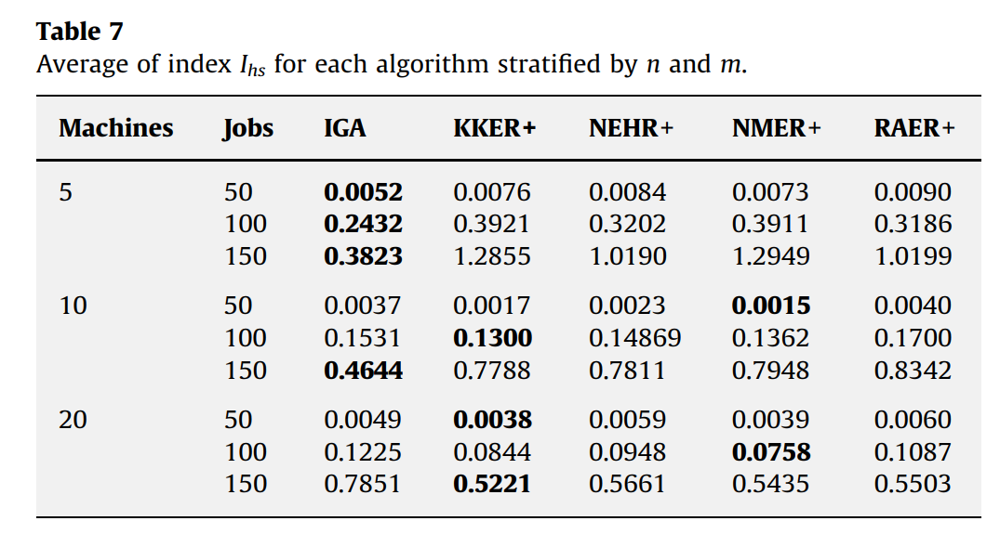 Table 7
Average of index Ihs for each algorithm stratified by n and m.
Machines Jobs IGA KKER+ NEHR+ NMER+ RAER+
5 50 0.0052 0.0076 0.0084 0.0073 0.0090
100 0.2432 0.3921 0.3202 0.3911 0.3186
150 0.3823 1.2855 1.0190 1.2949 1.0199
10 50 0.0037 0.0017 0.0023 0.0015 0.0040
100 0.1531 0.1300 0.14869 0.1362 0.1700
150 0.4644 0.7788 0.7811 0.7948 0.8342
20 50 0.0049 0.0038 0.0059 0.0039 0.0060
100 0.1225 0.0844 0.0948 0.0758 0.1087
150 0.7851 0.5221 0.5661 0.5435 0.5503